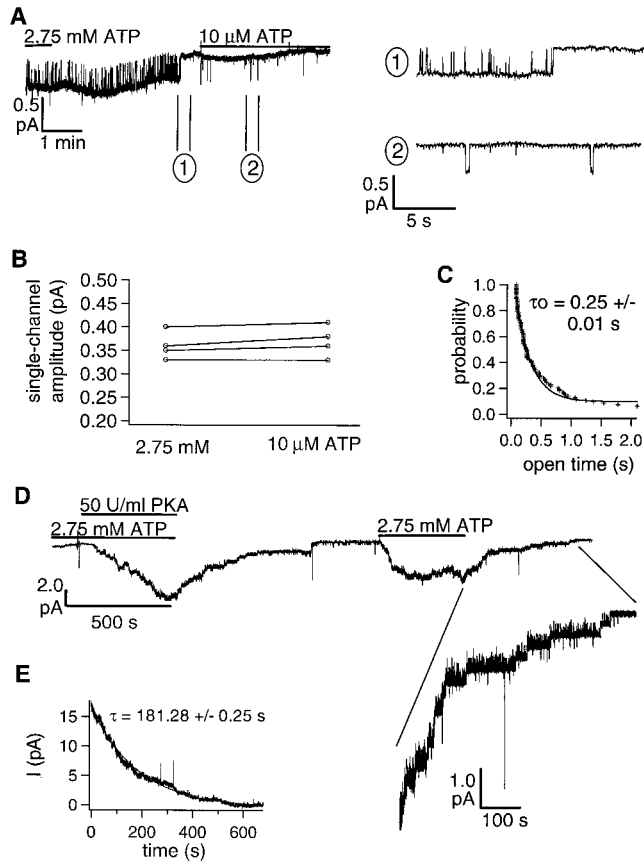 A
2.75 mM ATP
10 μM ATP
0.5
pA
1 min
1
2
1
2
0.5
pA
5 s
B
single-channel
amplitude (pA)
0.50
0.45
0.40
0.35
0.30
0.25
0.20
2.75 mM
10 μM ATP
C
probability
1.0
0.8
0.6
0.4
0.2
0.0
τo = 0.25 +/-
0.01 s
0.0 0.5 1.0 1.5 2.0
open time (s)
D
50 U/ml PKA
2.75 mM ATP
2.75 mM ATP
2.0
pA
500 s
1.0
pA
100 s
E
I (pA)
15
10
5
0
τ = 181.28 +/- 0.25 s
0 200 400 600
time (s)